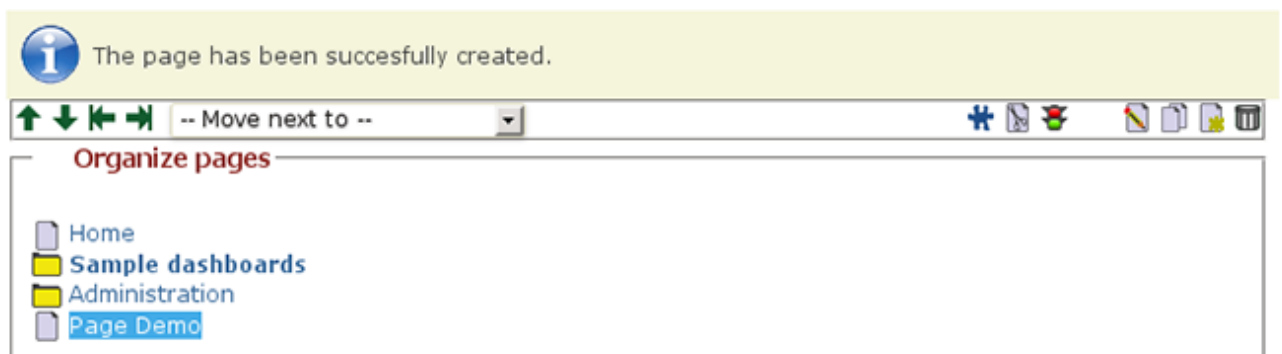 The page has been succesfully created.
-- Move next to --
Organize pages
Home
Sample dashboards
Administration
Page Demo